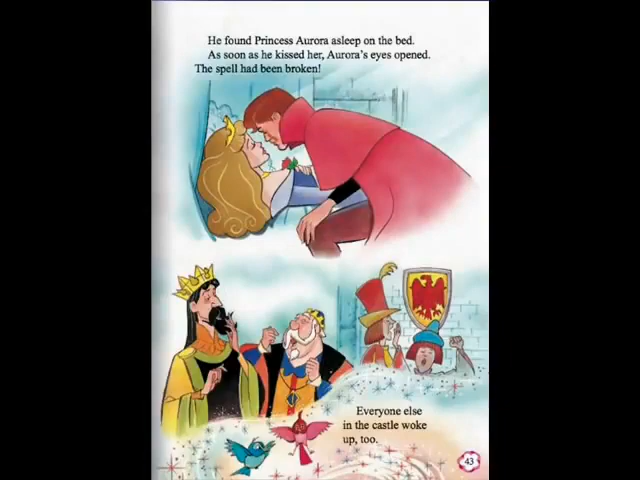 He found Princess Aurora asleep on the bed.
As soon as he kissed her, Aurora's eyes opened.
The spell had been broken!
Everyone else
in the castle woke
up, too.
43